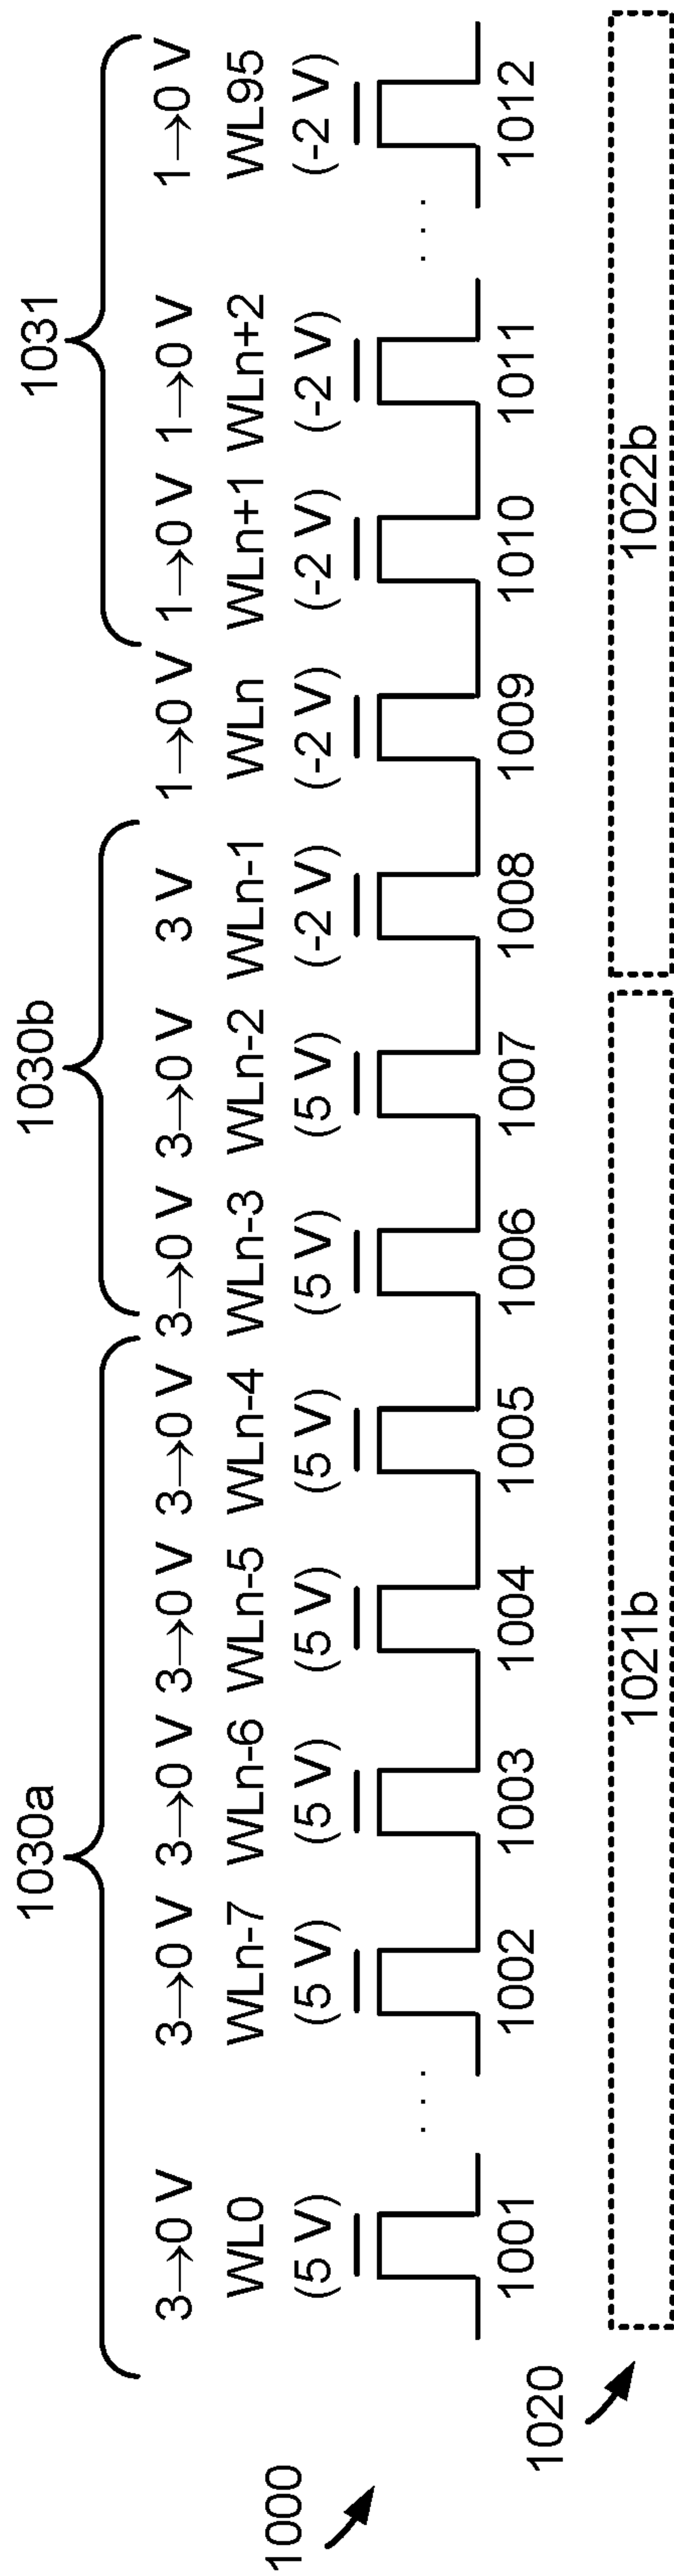 1030a 1030b 1031
3→0 V 3→0 V 3→0 V 3→0 V 3→0 V 3→0 V 3→0 V 3 V 1→0 V 1→0 V 1→0 V 1→0 V
WL0 WLn-7 WLn-6 WLn-5 WLn-4 WLn-3 WLn-2 WLn-1 WLn WLn+1 WLn+2 WL95
(5 V) (5 V) (5 V) (5 V) (5 V) (5 V) (5 V) (-2 V) (-2 V) (-2 V) (-2 V) (-2 V)
1000
. . . . . .
1001 1002 1003 1004 1005 1006 1007 1008 1009 1010 1011 1012
1020
1021b 1022b